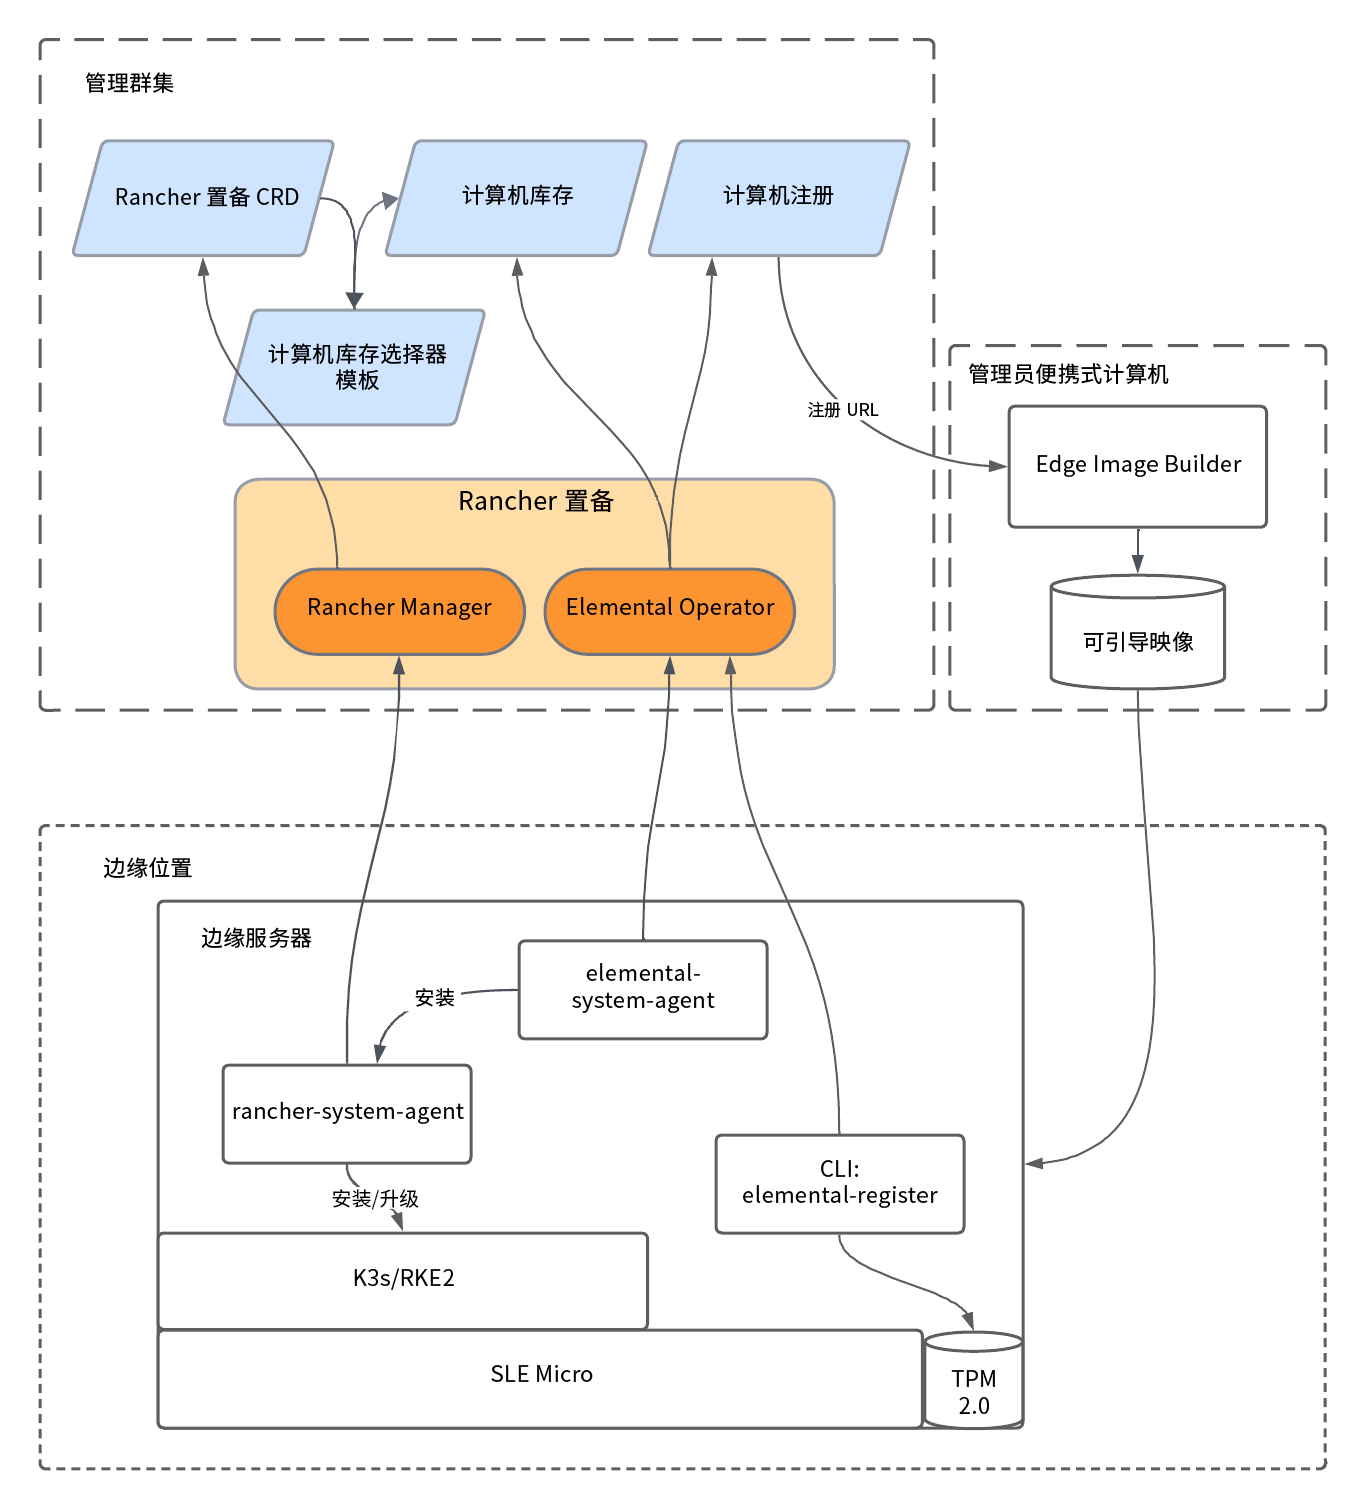 管理群集
Rancher 置备 CRD
计算机库存
计算机注册
计算机库存选择器
模板
注册 URL
管理员便携式计算机
Edge Image Builder
可引导映像
Rancher 置备
Rancher Manager
Elemental Operator
边缘位置
边缘服务器
elemental-
system-agent
安装
rancher-system-agent
安装/升级
CLI:
elemental-register
K3s/RKE2
SLE Micro
TPM
2.0